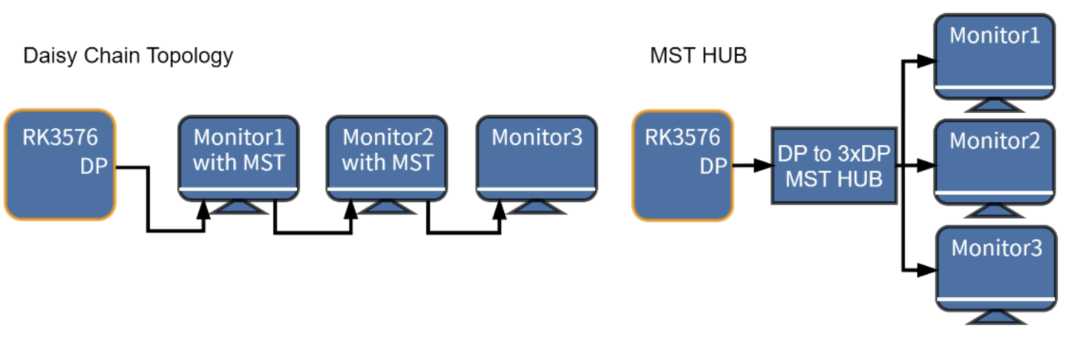 Daisy Chain Topology
RK3576
DP
Monitor1
with MST
Monitor2
with MST
Monitor3
MST HUB
RK3576
DP
DP to 3xDP
MST HUB
Monitor1
Monitor2
Monitor3